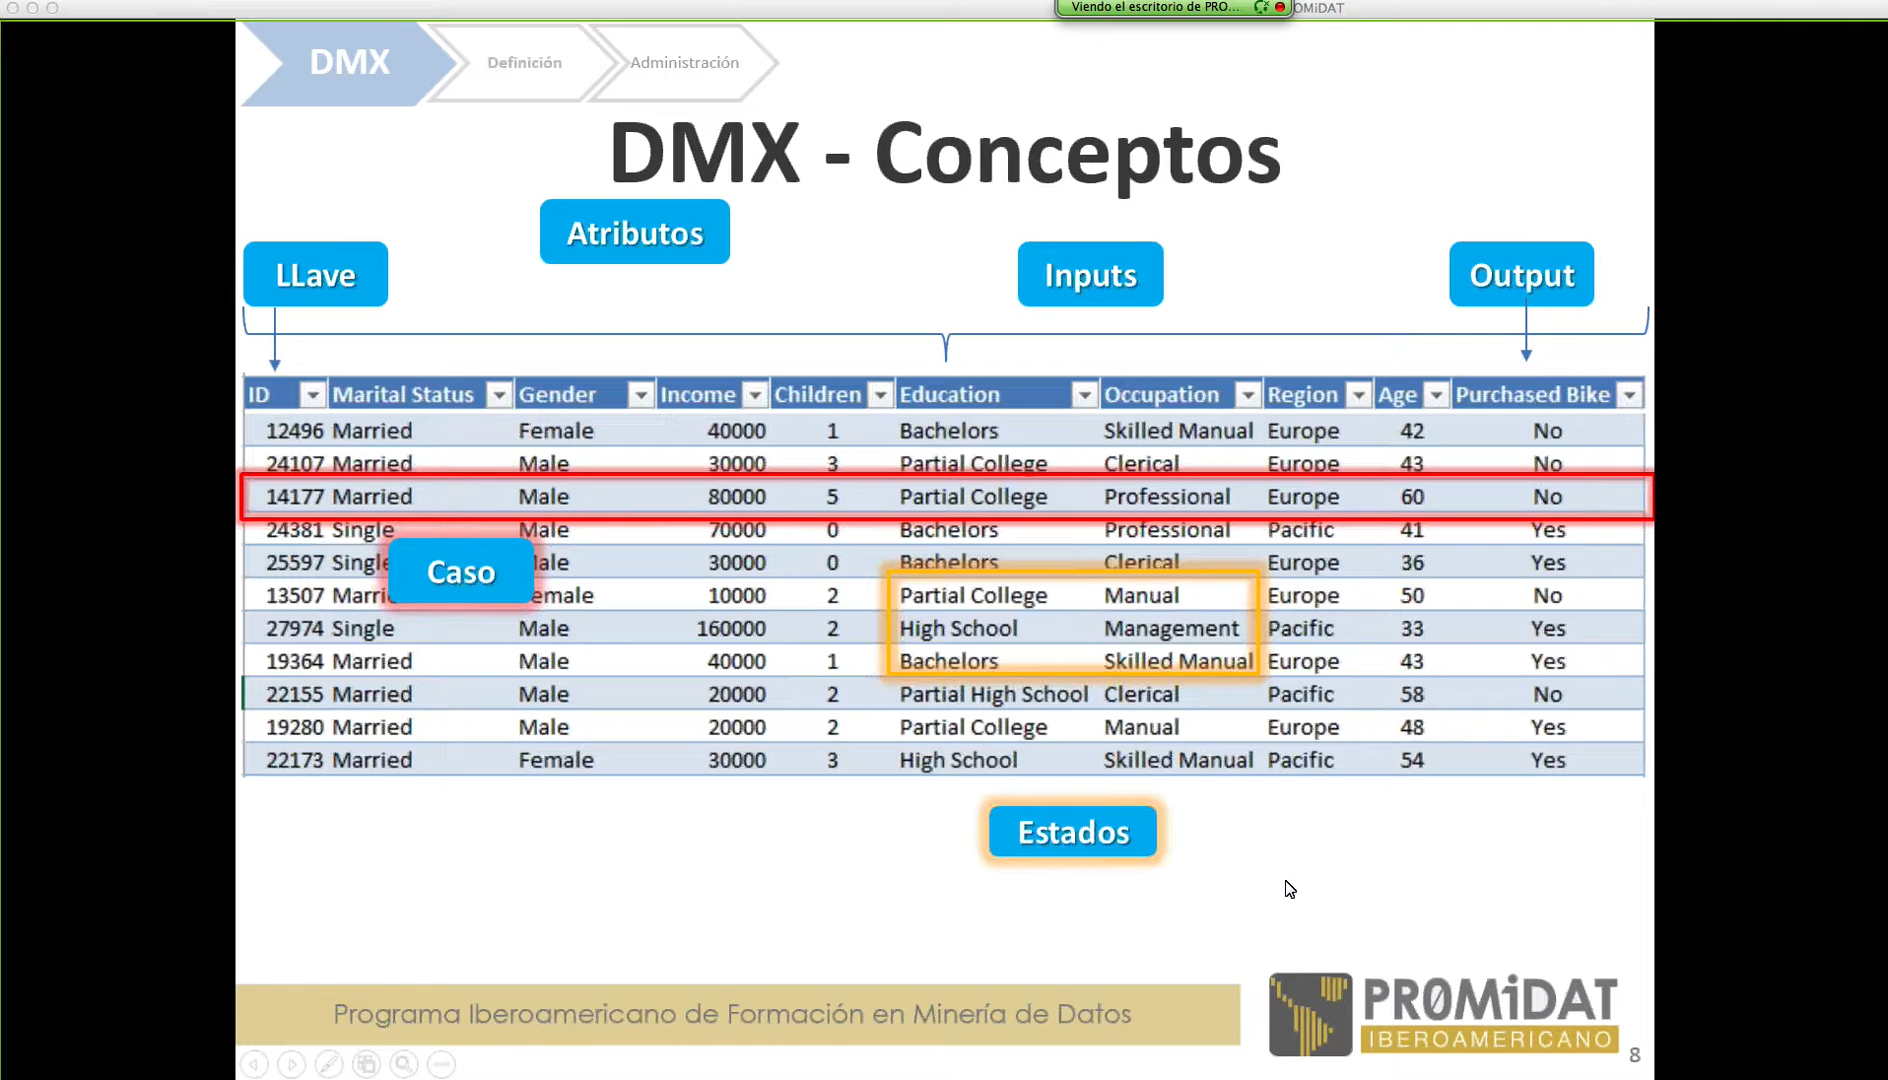 Viendo el escritorio de PRO...
OMiDAT
DMX
Definición
Administración
DMX - Conceptos
Atributos
LLave
Inputs
Output
ID Marital Status Gender Income Children Education Occupation Region Age Purchased Bike
12496 Married Female 40000 1 Bachelors Skilled Manual Europe 42 No
24107 Married Male 30000 3 Partial College Clerical Europe 43 No
14177 Married Male 80000 5 Partial College Professional Europe 60 No
24381 Single Male 70000 0 Bachelors Professional Pacific 41 Yes
25597 Single ale 30000 0 Bachelors Clerical Europe 36 Yes
Caso
13507 Marri emale 10000 2 Partial College Manual Europe 50 No
27974 Single Male 160000 2 High School Management Pacific 33 Yes
19364 Married Male 40000 1 Bachelors Skilled Manual Europe 43 Yes
22155 Married Male 20000 2 Partial High School Clerical Pacific 58 No
19280 Married Male 20000 2 Partial College Manual Europe 48 Yes
22173 Married Female 30000 3 High School Skilled Manual Pacific 54 Yes
Estados
Programa Iberoamericano de Formación en Minería de Datos
PR0MiDAT
IBEROAMERICANO
8